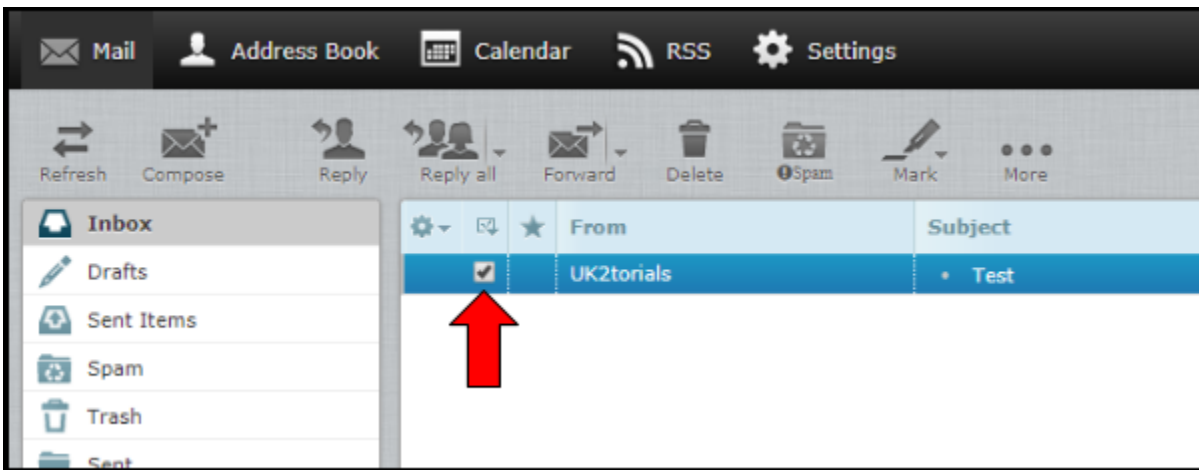 Mail Address Book Calendar RSS Settings
Refresh Compose Reply Reply all Forward Delete Spam Mark More
Inbox
From Subject
Drafts
UK2torials Test
Sent Items
Spam
Trash
Sent